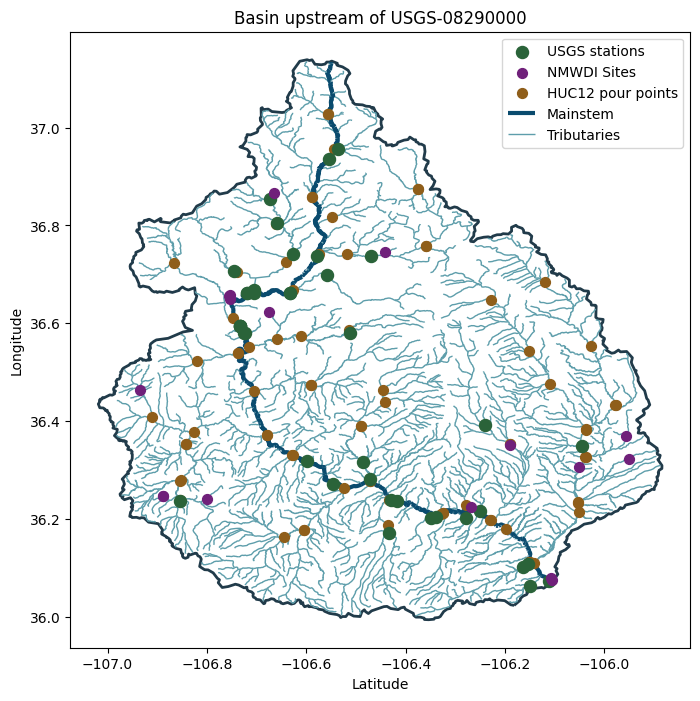 Basin upstream of USGS-08290000
USGS stations
NMWDI Sites
HUC12 pour points
Mainstem
Tributaries
37.0
36.8
36.6
36.4
36.2
36.0
Longitude
−107.0
−106.8
−106.6
−106.4
−106.2
−106.0
Latitude